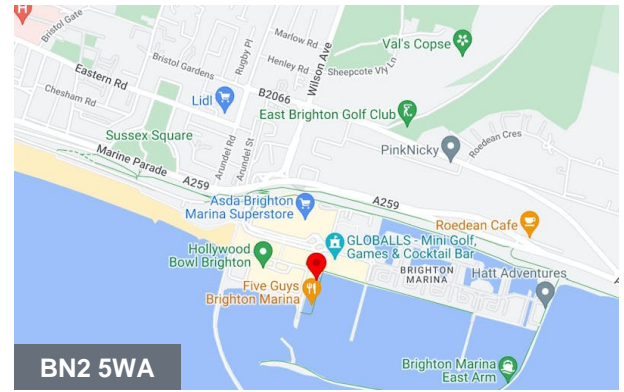 Bristol Gate
H
Marlow Rd
Val's Copse
Rugby Pl
Henley Rd
Wilson Ave
Sheepcote Vly Ln
Bristol Gardens
Eastern Rd
B2066
Lidl
Chesham Rd
East Brighton Golf Club
Roedean Cres
PinkNicky
Sussex Square
Arundel Rd
Arundel St
Marine Parade
A259
A259
Asda Brighton
Marina Superstore
Roedean Cafe
GLOBALLS - Mini Golf,
Games & Cocktail Bar
Hollywood
Bowl Brighton
BRIGHTON
MARINA
Hatt Adventures
Five Guys
Brighton Marina
A
BN2 5WA
Brighton Marina
East Arm